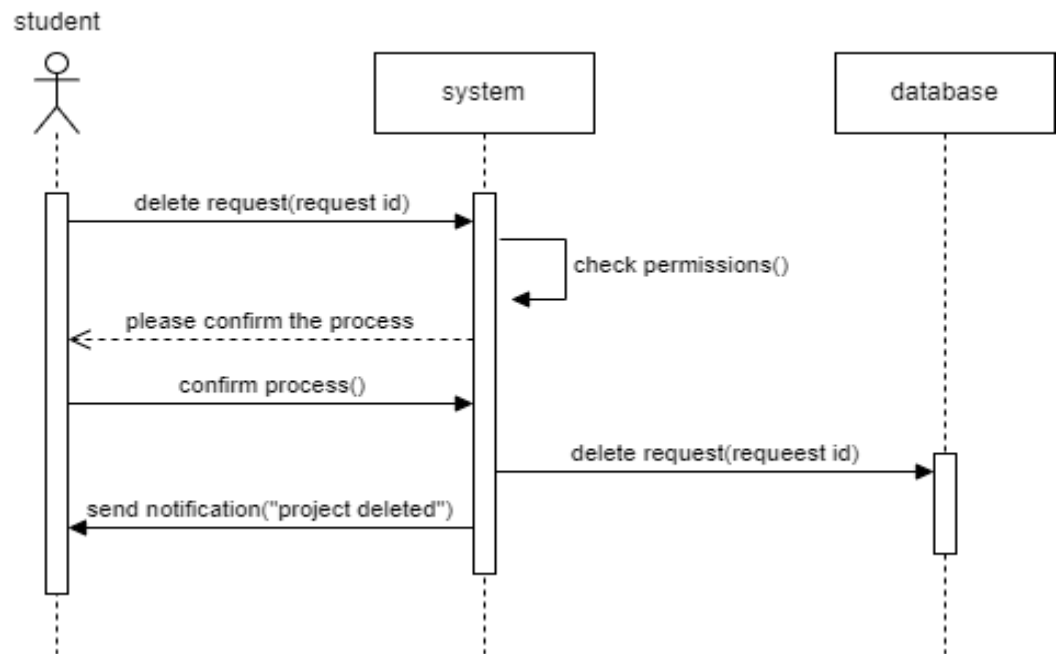 student
system
database
delete request(request id)
check permissions()
please confirm the process
confirm process()
delete request(requeest id)
send notification("project deleted")